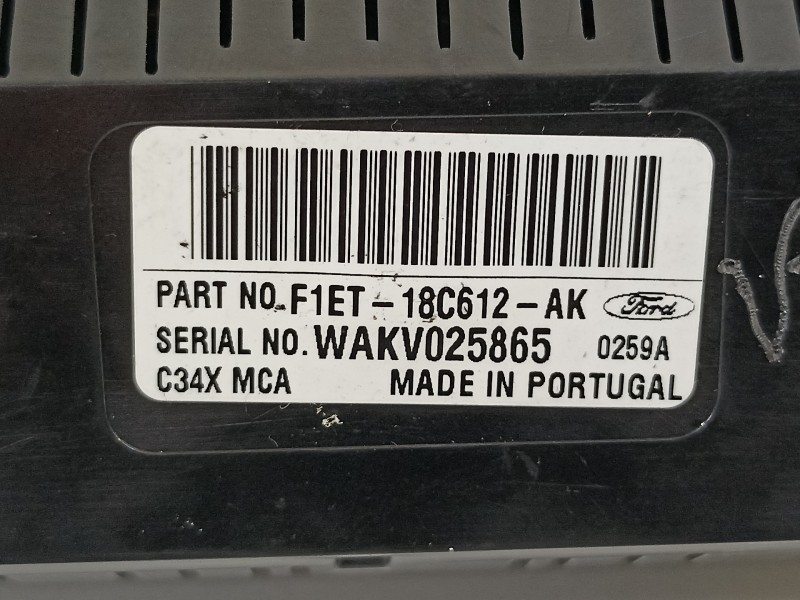 PART NO. F1ET-18C612-AK Ford
SERIAL NO. WAKV025865 0259A
C34X MCA MADE IN PORTUGAL